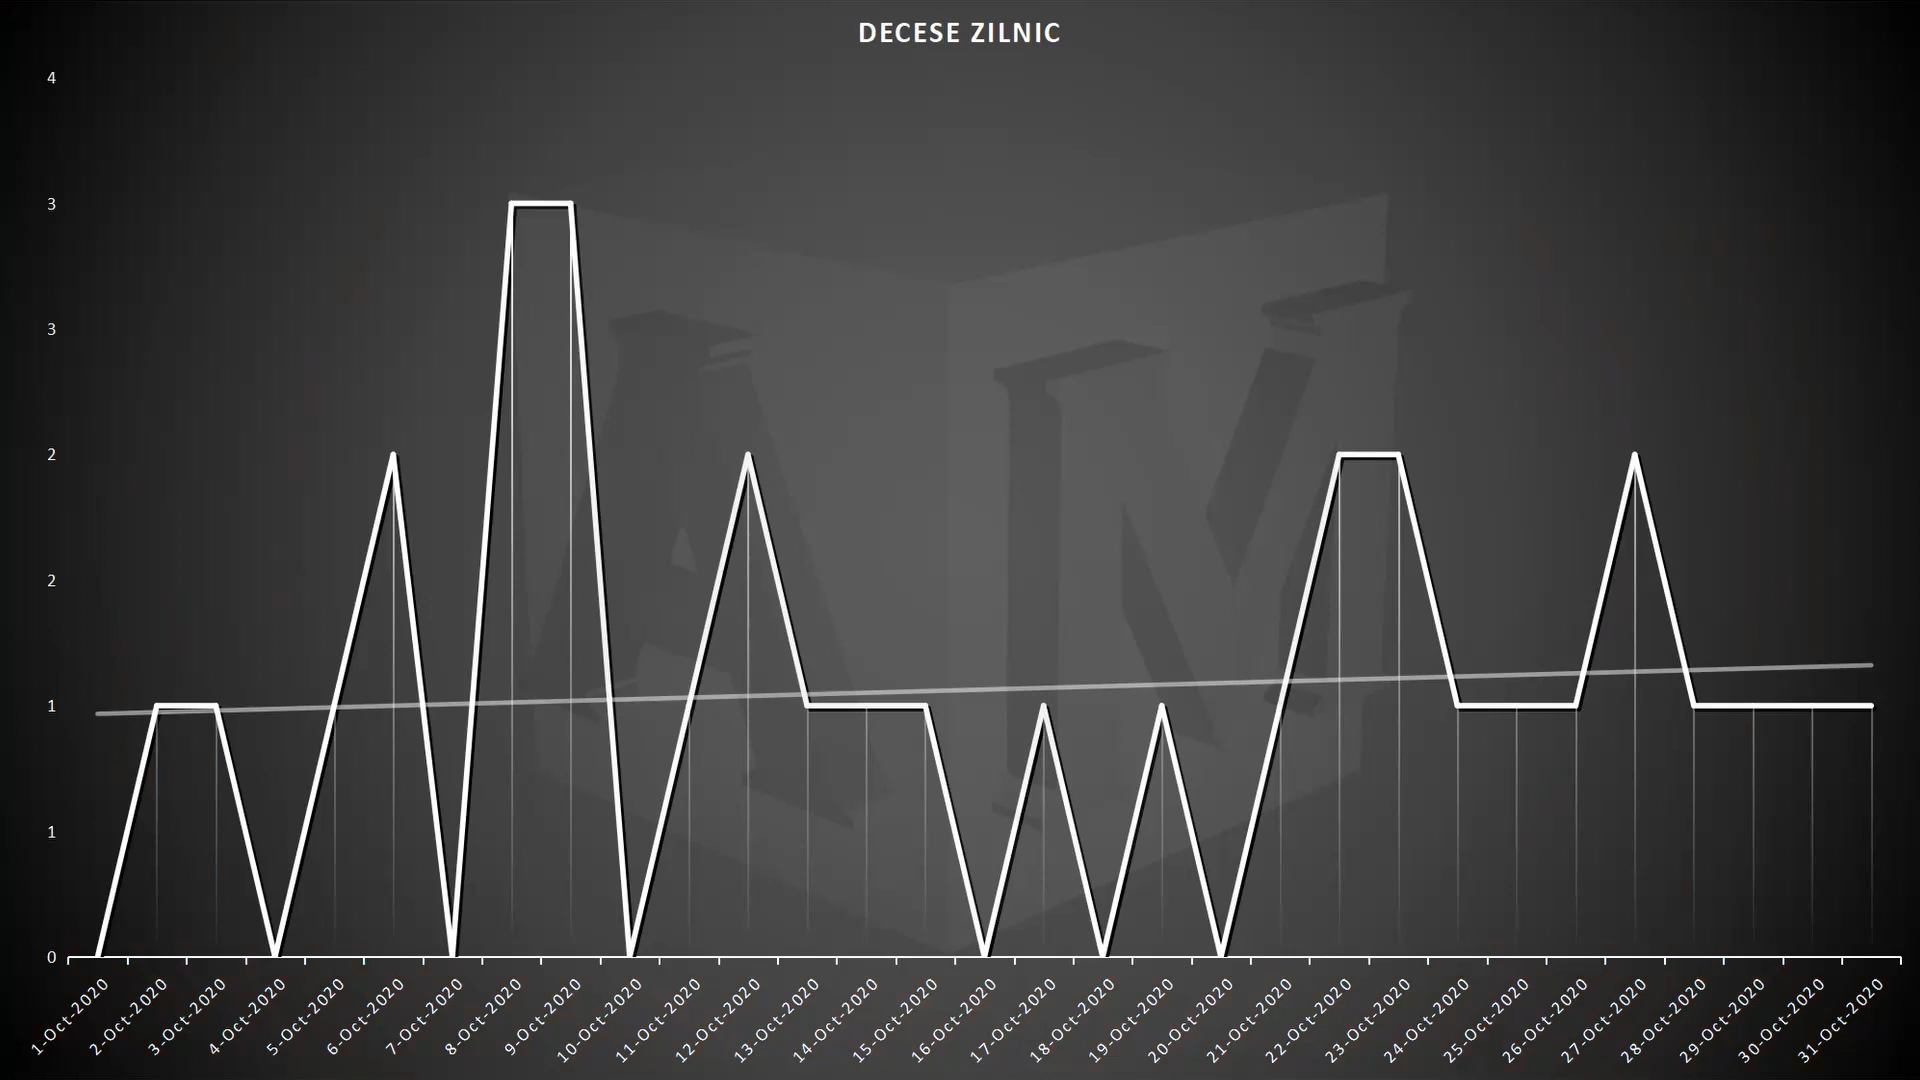 DECESE ZILNIC
4
3
3
2
2
1
1
0
1-Oct-2020
2-Oct-2020
3-Oct-2020
4-Oct-2020
5-Oct-2020
6-Oct-2020
7-Oct-2020
8-Oct-2020
9-Oct-2020
10-Oct-2020
11-Oct-2020
12-Oct-2020
13-Oct-2020
14-Oct-2020
15-Oct-2020
16-Oct-2020
17-Oct-2020
18-Oct-2020
19-Oct-2020
20-Oct-2020
21-Oct-2020
22-Oct-2020
23-Oct-2020
24-Oct-2020
25-Oct-2020
26-Oct-2020
27-Oct-2020
28-Oct-2020
29-Oct-2020
30-Oct-2020
31-Oct-2020
AM